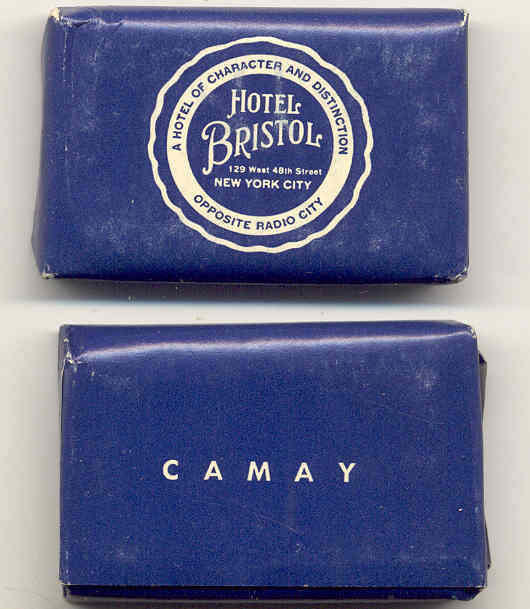 A HOTEL OF CHARACTER AND DISTINCTION
HOTEL
BRISTOL
129 West 48th Street
NEW YORK CITY
OPPOSITE RADIO CITY
CAMAY